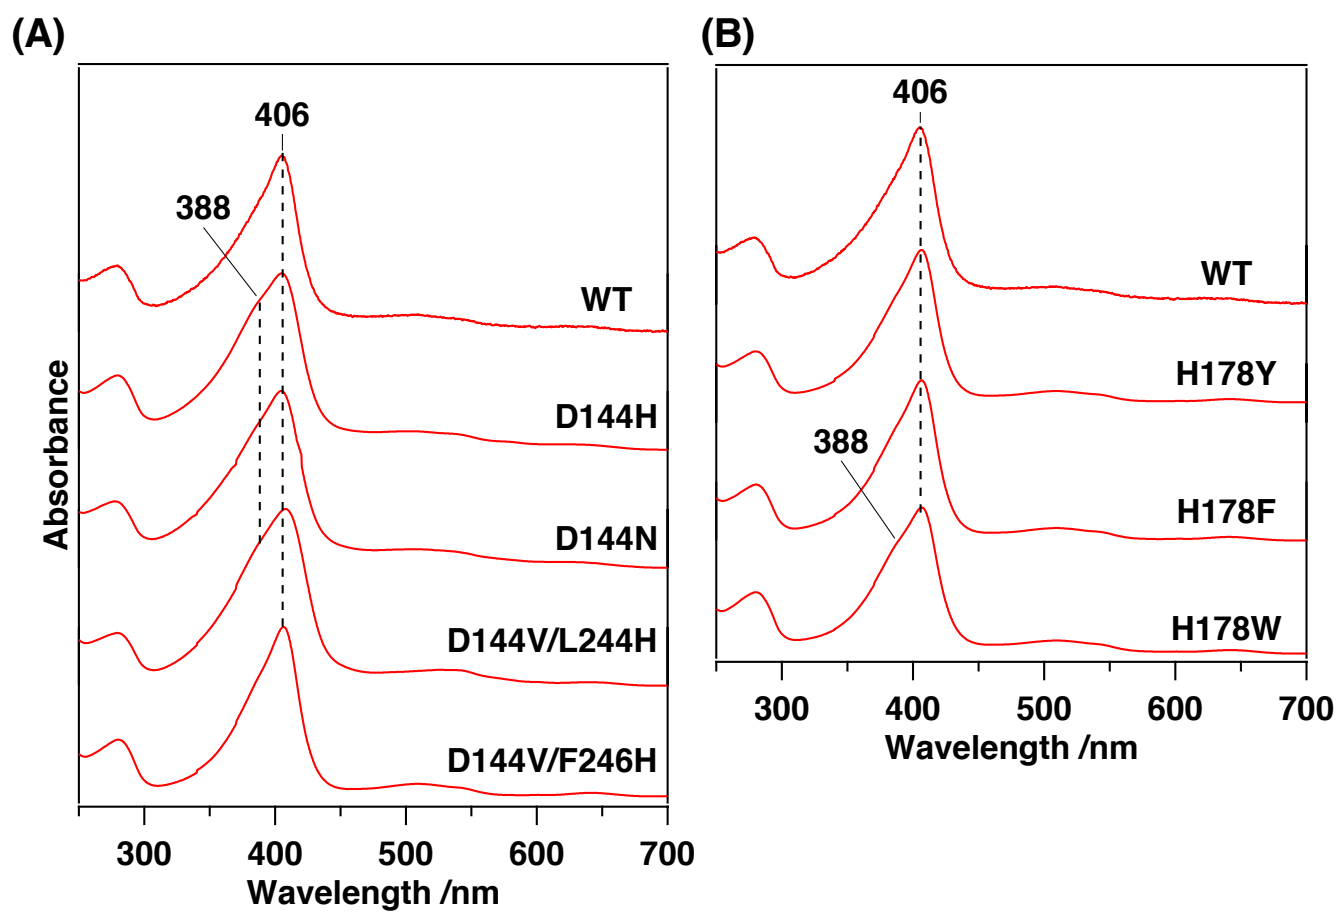 (A)
406
388
WT
D144H
D144N
D144V/L244H
D144V/F246H
Absorbance
300 400 500 600 700
Wavelength /nm
(B)
406
WT
H178Y
388
H178F
H178W
300 400 500 600 700
Wavelength /nm